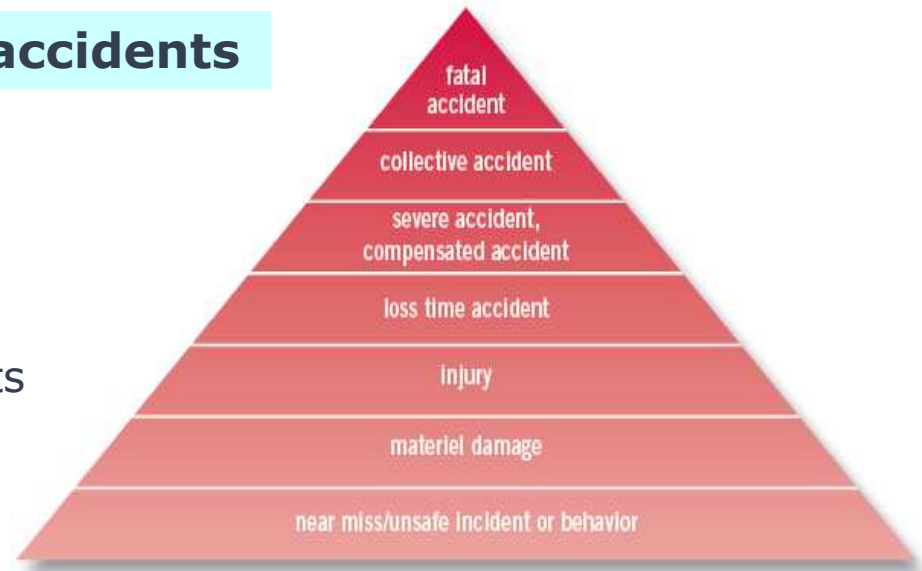 accidents
fatal
accident
collective accident
severe accident,
compensated accident
loss time accident
ts
injury
materiel damage
near miss/unsafe incident or behavior